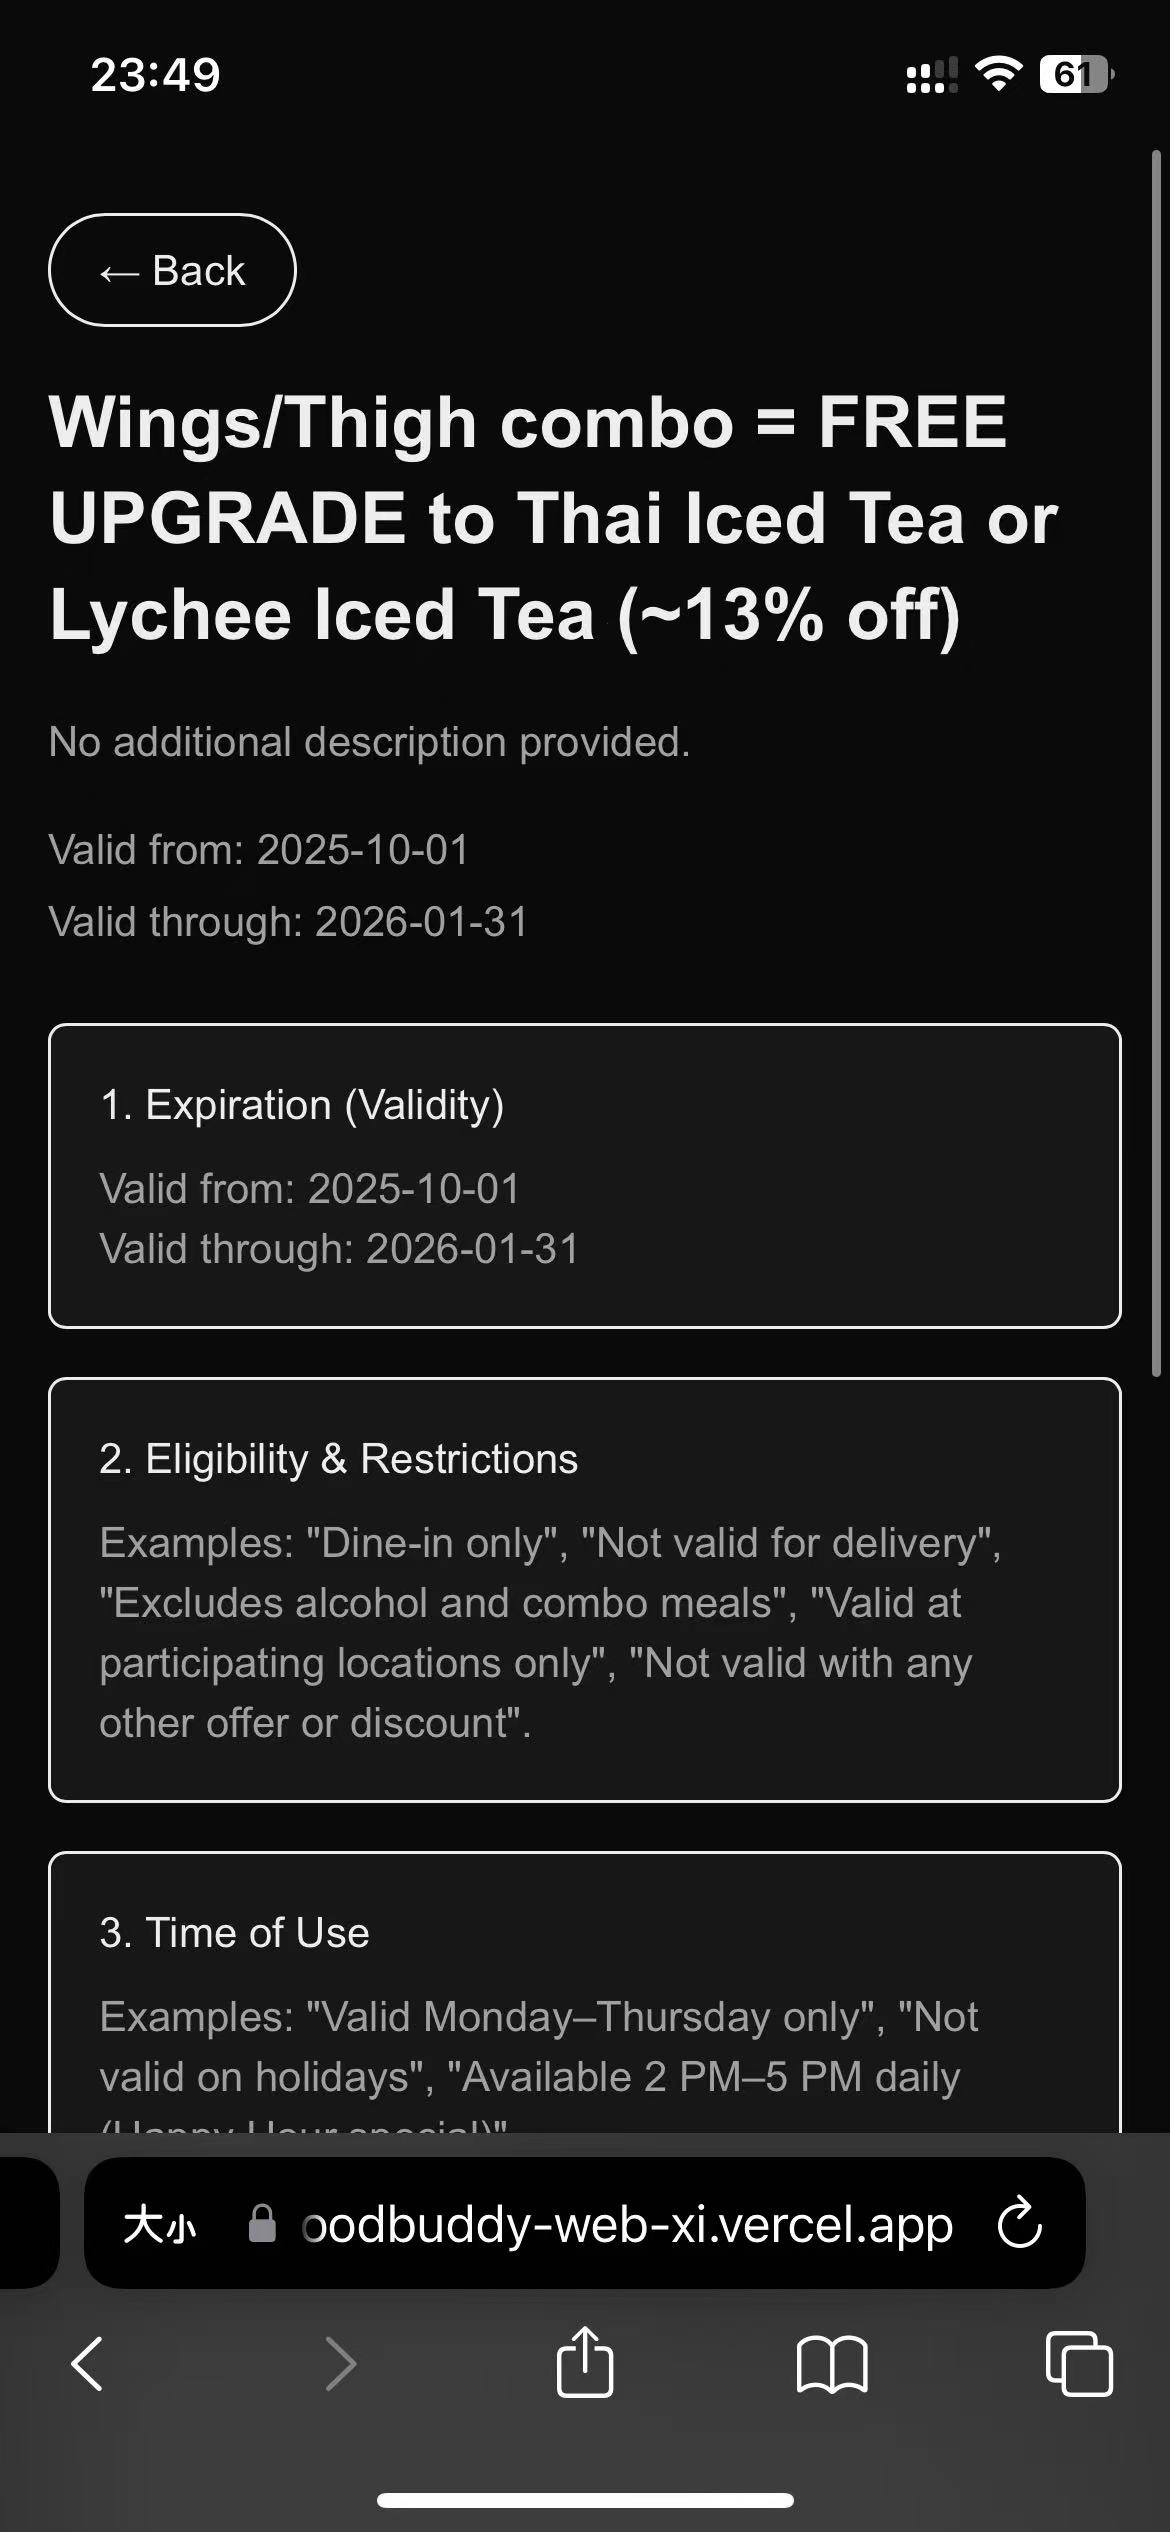 23:49
61
← Back
Wings/Thigh combo = FREE
UPGRADE to Thai Iced Tea or
Lychee Iced Tea (~13% off)
No additional description provided.
Valid from: 2025-10-01
Valid through: 2026-01-31
1. Expiration (Validity)
Valid from: 2025-10-01
Valid through: 2026-01-31
2. Eligibility & Restrictions
Examples: "Dine-in only", "Not valid for delivery",
"Excludes alcohol and combo meals", "Valid at
participating locations only", "Not valid with any
other offer or discount".
3. Time of Use
Examples: "Valid Monday–Thursday only", "Not
valid on holidays", "Available 2 PM–5 PM daily
(Happy Hour special)"
大小 oodbuddy-web-xi.vercel.app